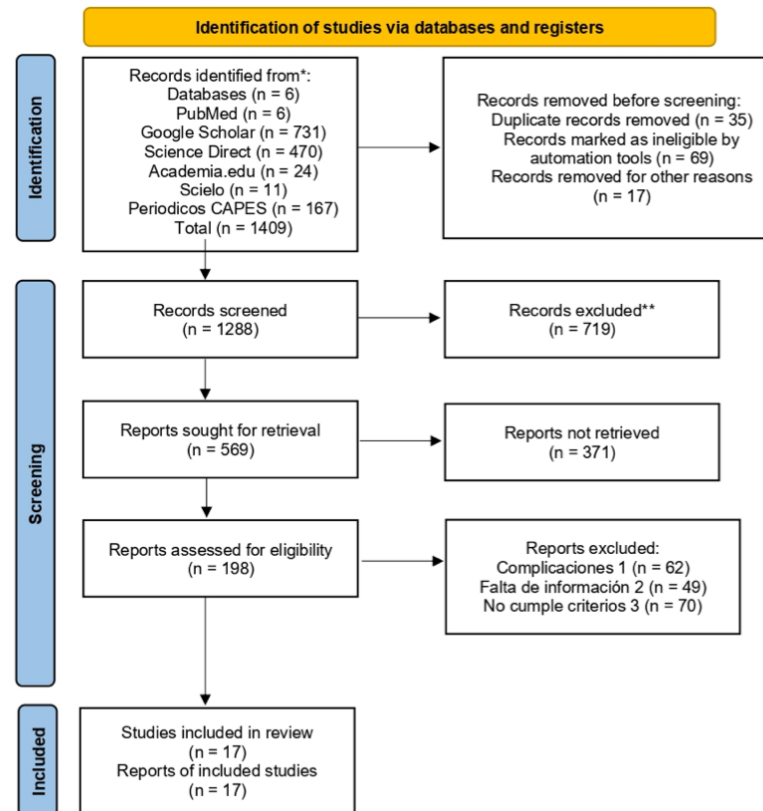 Identification of studies via databases and registers
Identification
Records identified from*:
Databases (n = 6)
PubMed (n = 6)
Google Scholar (n = 731)
Science Direct (n = 470)
Academia.edu (n = 24)
Scielo (n = 11)
Periodicos CAPES (n = 167)
Total (n = 1409)
Records removed before screening:
Duplicate records removed (n = 35)
Records marked as ineligible by
automation tools (n = 69)
Records removed for other reasons
(n = 17)
Screening
Records screened
(n = 1288)
Records excluded**
(n = 719)
Reports sought for retrieval
(n = 569)
Reports not retrieved
(n = 371)
Reports assessed for eligibility
(n = 198)
Reports excluded:
Complicaciones 1 (n = 62)
Falta de información 2 (n = 49)
No cumple criterios 3 (n = 70)
Included
Studies included in review
(n = 17)
Reports of included studies
(n = 17)